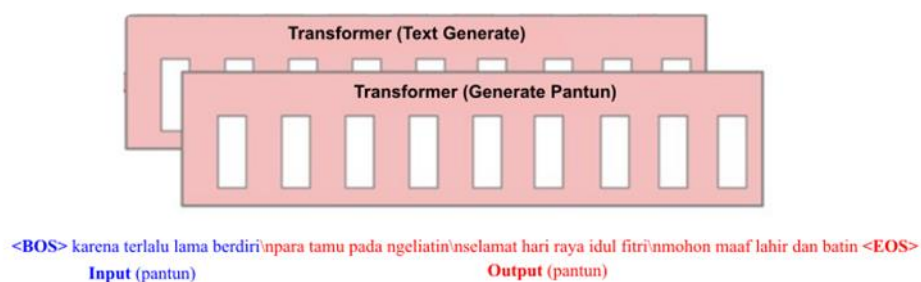 Transformer (Text Generate)
Transformer (Generate Pantun)
<BOS> karena terlalu lama berdiri\npara tamu pada ngeliatin\nselamat hari raya idul fitri\nmohon maaf lahir dan batin <EOS>
Input (pantun) Output (pantun)